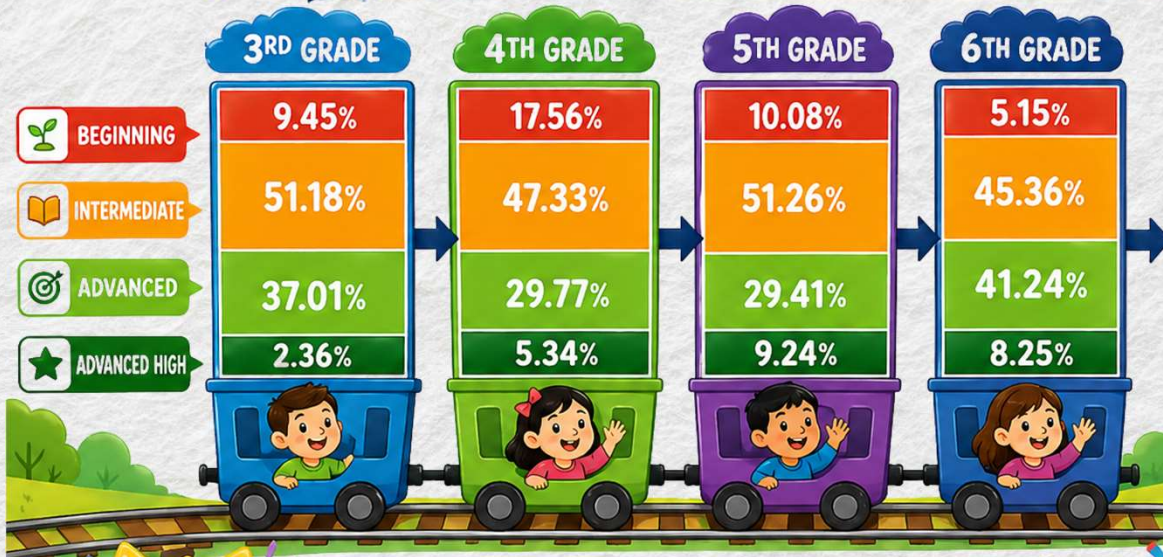 3RD GRADE
4TH GRADE
5TH GRADE
6TH GRADE
BEGINNING
9.45%
17.56%
10.08%
5.15%
INTERMEDIATE
51.18%
47.33%
51.26%
45.36%
ADVANCED
37.01%
29.77%
29.41%
41.24%
ADVANCED HIGH
2.36%
5.34%
9.24%
8.25%